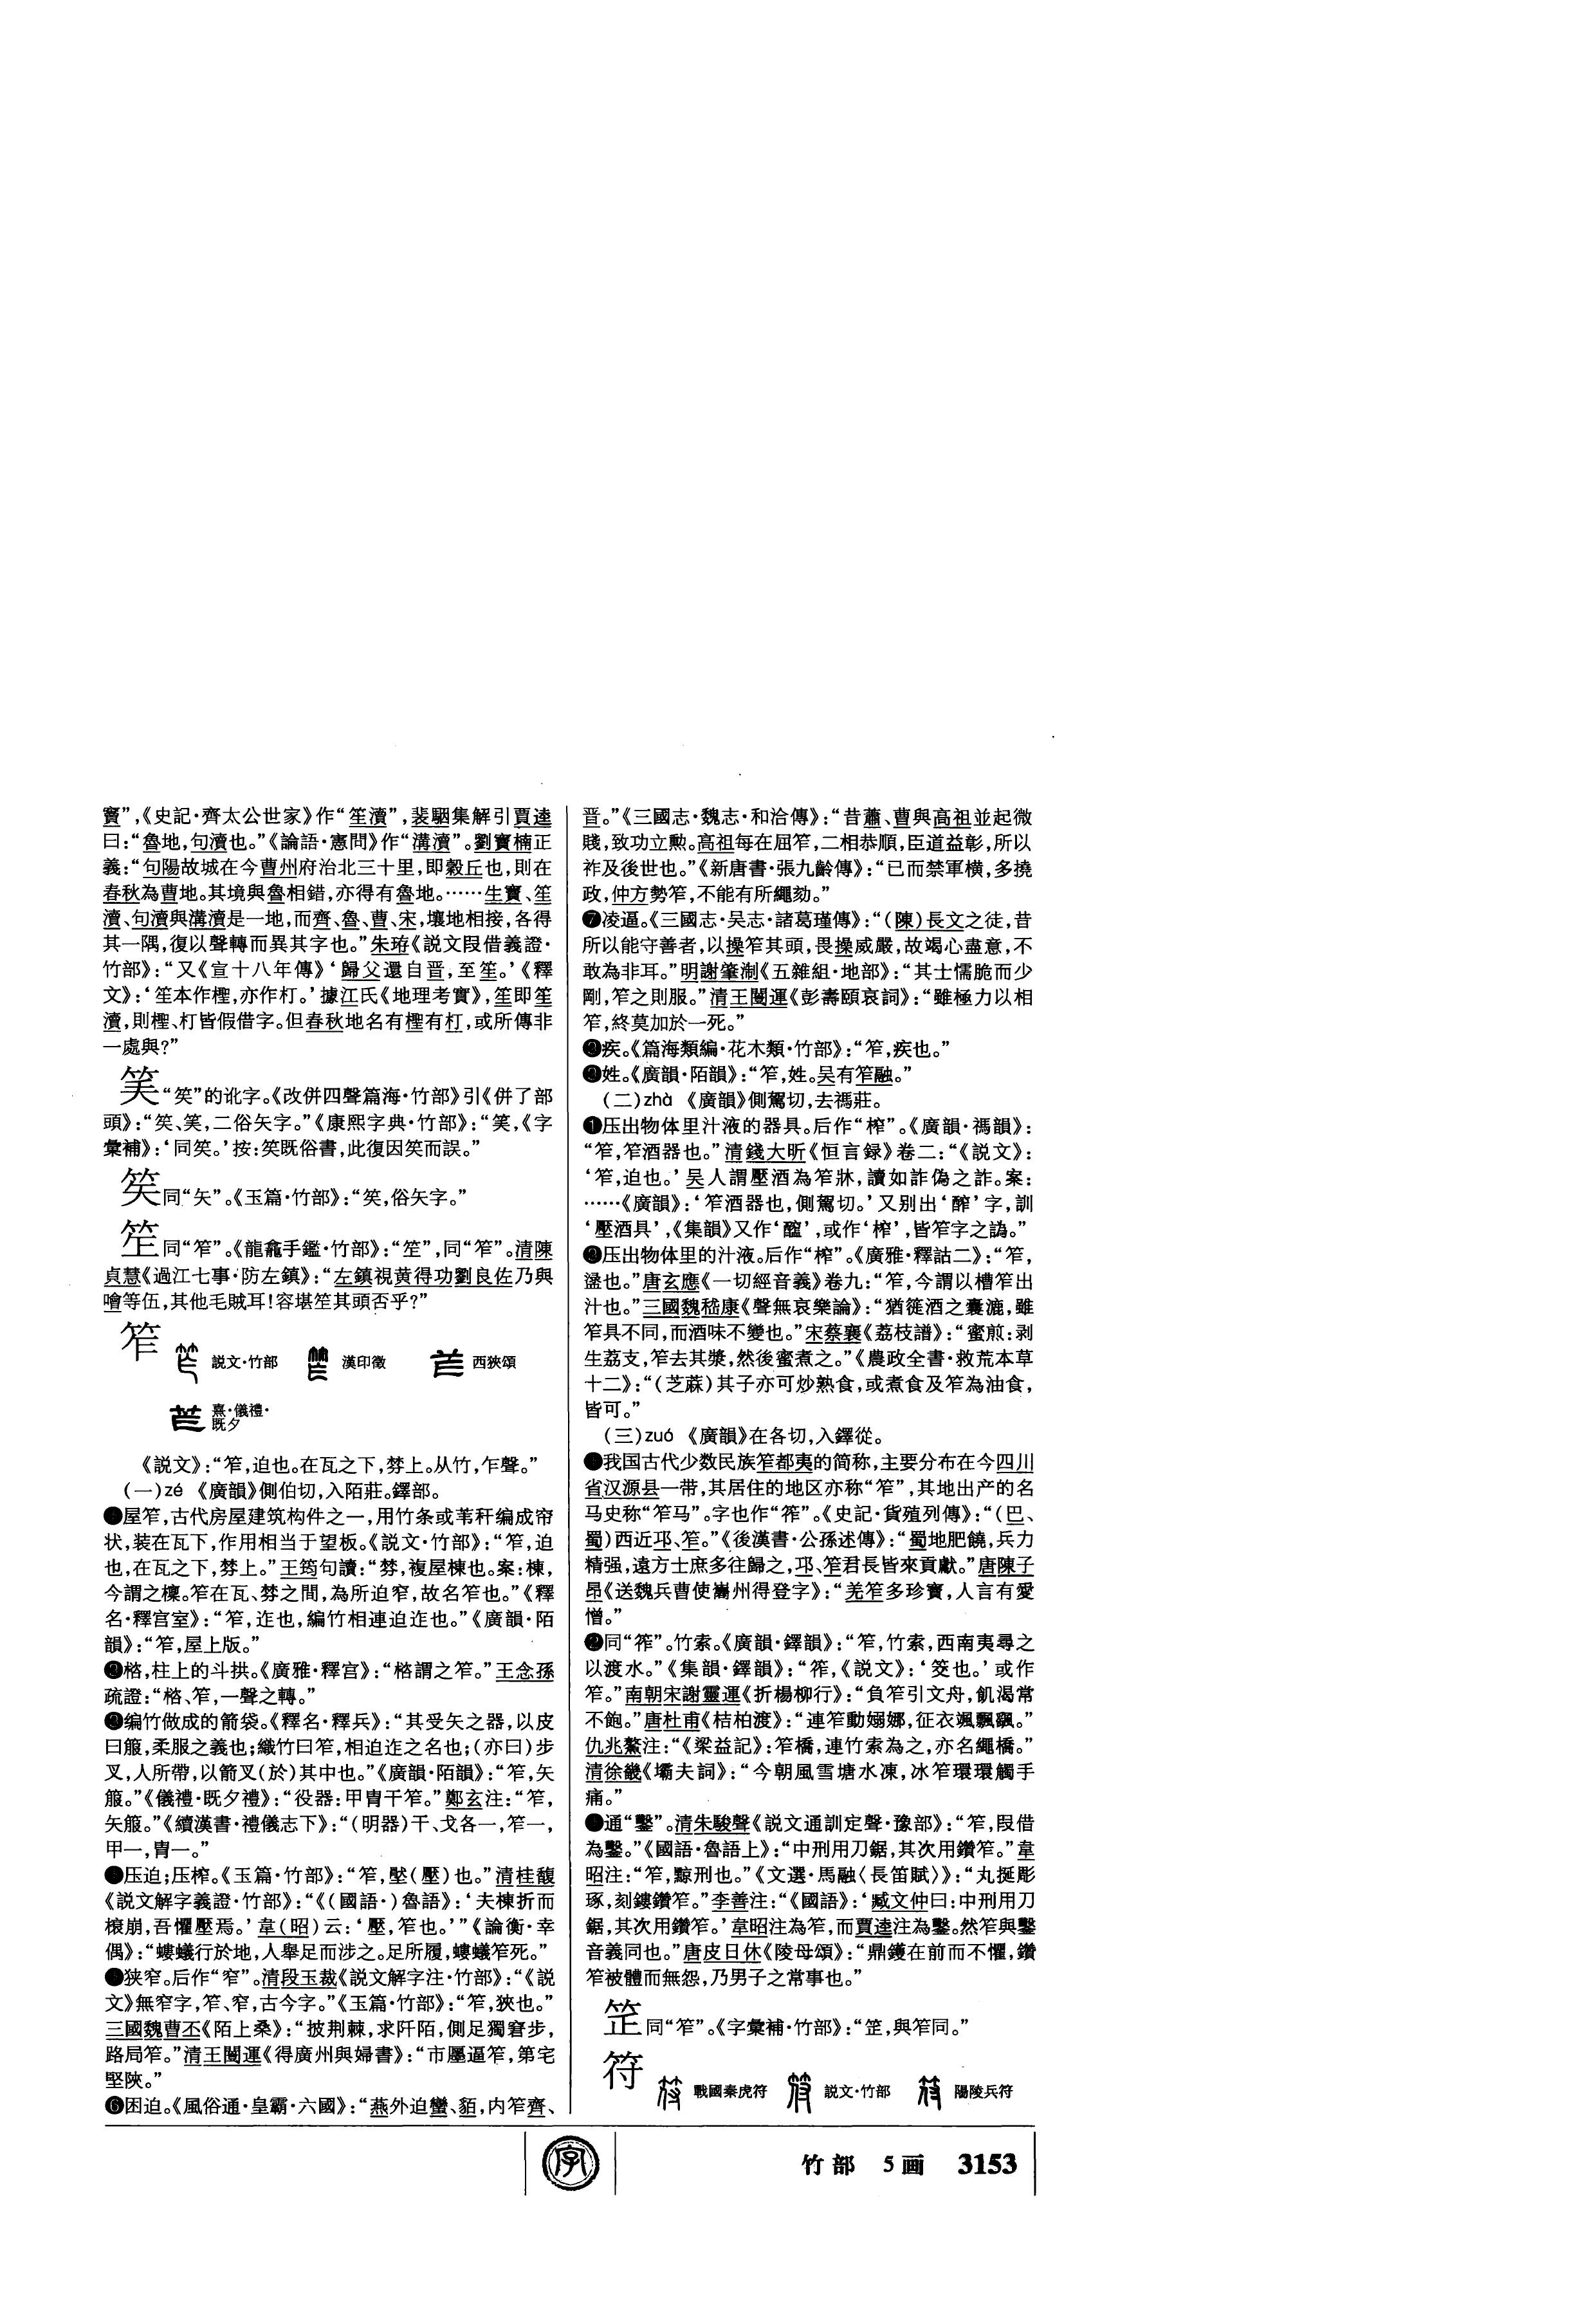 竇”,《史記·齊太公世家》作“笙瀆”,裴駰集解引賈逵
曰:“魯地,句瀆也。”《論語·憲問》作“溝瀆”。劉寶楠正
義:“句陽故城在今曹州府治北三十里,即穀丘也,則在
春秋為曹地。其境與魯相錯,亦得有魯地。……生竇、笙
瀆、句瀆與溝瀆是一地,而齊、魯、曹、宋,壤地相接,各得
其一隅,復以聲轉而異其字也。”朱珔《説文叚借義證·
竹部》:“又《宣十八年傳》‘歸父還自晋,至笙。’《釋
文》:‘笙本作檉,亦作朾。’據江氏《地理考實》,笙即笙
瀆,則檉、朾皆假借字。但春秋地名有檉有朾,或所傳非
一處與?”
“笶”的讹字。《改併四聲篇海·竹部》引《併了部
頭》:“笶、笑,二俗矢字。”《康熙字典·竹部》:“笑,《字
彙補》:‘同笶。’按:笶既俗書,此復因笶而誤。”
笶同“矢”。《玉篇·竹部》:“笶,俗矢字。”
同“笮”。《龍龕手鑑·竹部》:“笁”,同“笮”。清陳
貞慧《過江七事·防左鎮》:“左鎮視黄得功劉良佐乃與
噲等伍,其他毛賊耳!容堪笁其頭否乎?”
笮 説文·竹部 漢印徵 西狹頌
熹·儀禮·
既夕
《説文》:“笮,迫也。在瓦之下,棼上。从竹,乍聲。”
(一)zé 《廣韻》側伯切,入陌莊。鐸部。
❶屋笮,古代房屋建筑构件之一,用竹条或苇秆编成帘
状,装在瓦下,作用相当于望板。《説文·竹部》:“笮,迫
也,在瓦之下,棼上。”王筠句讀:“棼,複屋棟也。案:棟,
今謂之檁。笮在瓦、棼之間,為所迫窄,故名笮也。”《釋
名·釋宫室》:“笮,迮也,編竹相連迫迮也。”《廣韻·陌
韻》:“笮,屋上版。”
❷楁,柱上的斗拱。《廣雅·釋宫》:“楁謂之笮。”王念孫
疏證:“楁、笮,一聲之轉。”
❸编竹做成的箭袋。《釋名·釋兵》:“其受矢之器,以皮
曰箙,柔服之義也;織竹曰笮,相迫迮之名也;(亦曰)步
叉,人所帶,以箭叉(於)其中也。”《廣韻·陌韻》:“笮,矢
箙。”《儀禮·既夕禮》:“役器:甲胄干笮。”鄭玄注:“笮,
矢箙。”《續漢書·禮儀志下》:“(明器)干、戈各一,笮一,
甲一,胄一。”
❹压迫;压榨。《玉篇·竹部》:“笮,壓(壓)也。”清桂馥
《説文解字義證·竹部》:“《(國語·)魯語》:‘夫棟折而
榱崩,吾懼壓焉。’韋(昭)云:‘壓,笮也。’”《論衡·幸
偶》:“螻蟻行於地,人舉足而涉之。足所履,螻蟻笮死。”
❺狭窄。后作“窄”。清段玉裁《説文解字注·竹部》:“《説
文》無窄字,笮、窄,古今字。”《玉篇·竹部》:“笮,狹也。”
三國魏曹丕《陌上桑》:“披荆棘,求阡陌,側足獨窘步,
路局笮。”清王闓運《得廣州與婦書》:“市廛逼笮,第宅
堅陝。”
❻困迫。《風俗通·皇霸·六國》:“燕外迫蠻、貊,内笮齊、
晋。”《三國志·魏志·和洽傳》:“昔蕭、曹與高祖並起微
賤,致功立勲。高祖每在屈笮,二相恭順,臣道益彰,所以
祚及後世也。”《新唐書·張九齡傳》:“已而禁軍横,多撓
政,仲方勢笮,不能有所繩劾。”
❼凌逼。《三國志·吴志·諸葛瑾傳》:“(陳)長文之徒,昔
所以能守善者,以操笮其頭,畏操威嚴,故竭心盡意,不
敢為非耳。”明謝肇淛《五雜組·地部》:“其士懦脆而少
剛,笮之則服。”清王闓運《彭壽頤哀詞》:“雖極力以相
笮,終莫加於一死。”
❽疾。《篇海類編·花木類·竹部》:“笮,疾也。”
❾姓。《廣韻·陌韻》:“笮,姓。吴有笮融。”
(二)zhà 《廣韻》側駕切,去禡莊。
❶压出物体里汁液的器具。后作“榨”。《廣韻·禡韻》:
“笮,笮酒器也。”清錢大昕《恒言録》卷二:“《説文》:
‘笮,迫也。’吴人謂壓酒為笮牀,讀如詐偽之詐。案:
……《廣韻》:‘笮酒器也,側駕切。’又别出‘醡’字,訓
‘壓酒具’,《集韻》又作‘醡’,或作‘榨’,皆笮字之譌。”
❷压出物体里的汁液。后作“榨”。《廣雅·釋詁二》:“笮,
盪也。”唐玄應《一切經音義》卷九:“笮,今謂以槽笮出
汁也。”三國魏嵇康《聲無哀樂論》:“猶簁酒之囊漉,雖
笮具不同,而酒味不變也。”宋蔡襄《荔枝譜》:“蜜煎:剥
生荔支,笮去其漿,然後蜜煮之。”《農政全書·救荒本草
十二》:“(芝蔴)其子亦可炒熟食,或煮食及笮為油食,
皆可。”
(三)zuó 《廣韻》在各切,入鐸從。
❶我国古代少数民族笮都夷的简称,主要分布在今四川
省汉源县一带,其居住的地区亦称“笮”,其地出产的名
马史称“笮马”。字也作“筰”。《史記·貨殖列傳》:“(巴、
蜀)西近邛、笮。”《後漢書·公孫述傳》:“蜀地肥饒,兵力
精强,遠方士庶多往歸之,邛、笮君長皆來貢獻。”唐陳子
昂《送魏兵曹使巂州得登字》:“羌笮多珍寶,人言有愛
憎。”
❷同“筰”。竹索。《廣韻·鐸韻》:“笮,竹索,西南夷尋之
以渡水。”《集韻·鐸韻》:“筰,《説文》:‘筊也。’或作
笮。”南朝宋謝靈運《折楊柳行》:“負笮引文舟,飢渴常
不飽。”唐杜甫《桔柏渡》:“連笮動嫋娜,征衣颯飄飖。”
仇兆鰲注:“《梁益記》:笮橋,連竹索為之,亦名繩橋。”
清徐畿《壩夫詞》:“今朝風雪塘水凍,冰笮環環觸手
痛。”
❸通“鑿”。清朱駿聲《説文通訓定聲·豫部》:“笮,叚借
為鑿。”《國語·魯語上》:“中刑用刀鋸,其次用鑽笮。”韋
昭注:“笮,黥刑也。”《文選·馬融〈長笛賦〉》:“丸挻彫
琢,刻鏤鑽笮。”李善注:“《國語》:‘臧文仲曰:中刑用刀
鋸,其次用鑽笮。’韋昭注為笮,而賈逵注為鑿。然笮與鑿
音義同也。”唐皮日休《陵母頌》:“鼎鑊在前而不懼,鑽
笮被體而無怨,乃男子之常事也。”
同“笮”。《字彙補·竹部》:“䇳,與笮同。”
符 戰國秦虎符 説文·竹部 陽陵兵符
字 竹部 5画 3153